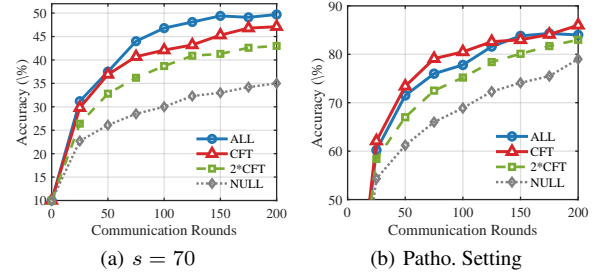 50
45
40
35
30
25
20
15
10
Accuracy (%)
ALL
CFT
2*CFT
NULL
0 50 100 150 200
Communication Rounds
(a) s = 70
90
80
70
60
50
Accuracy (%)
ALL
CFT
2*CFT
NULL
0 50 100 150 200
Communication Rounds
(b) Patho. Setting